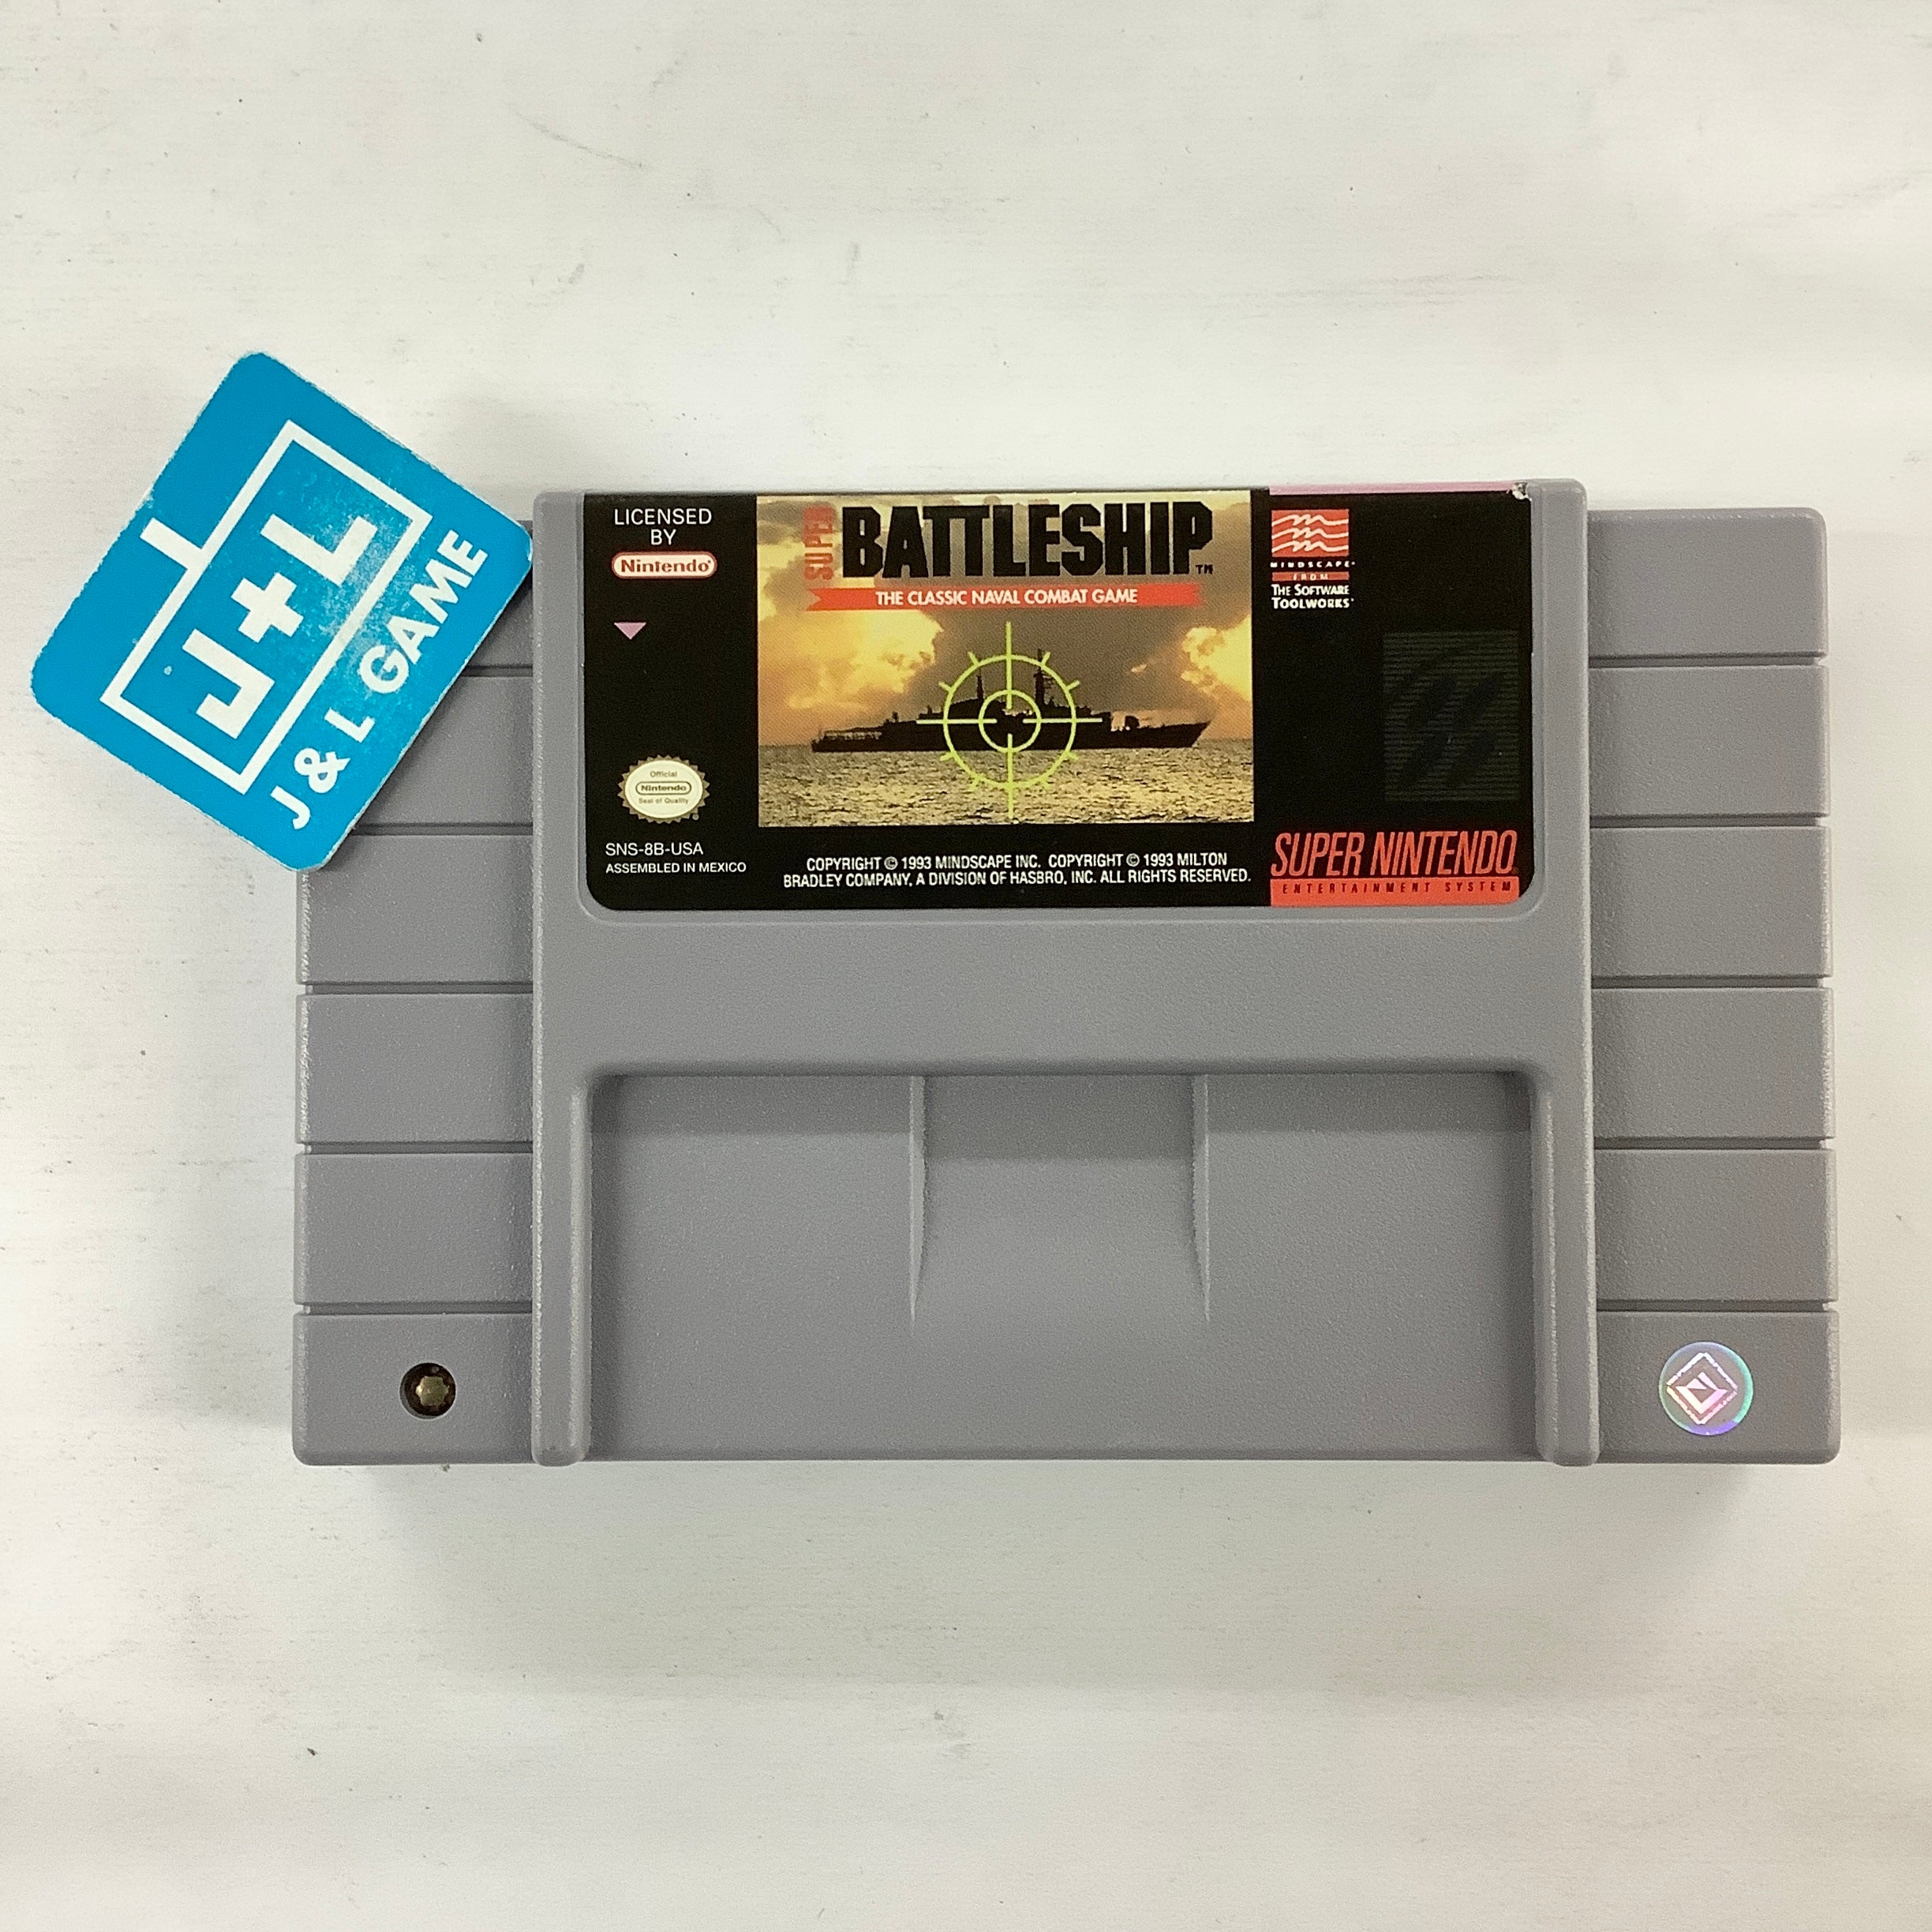 J+L
J & L GAME
LICENSED
BY
Nintendo®
SUPER
BATTLESHIP™
THE CLASSIC NAVAL COMBAT GAME
MINDSCAPE®
FROM
THE SOFTWARE
TOOLWORKS®
Official
Nintendo
Seal of Quality
SNS-8B-USA
ASSEMBLED IN MEXICO
COPYRIGHT © 1993 MINDSCAPE INC. COPYRIGHT © 1993 MILTON
BRADLEY COMPANY, A DIVISION OF HASBRO, INC. ALL RIGHTS RESERVED.
SUPER NINTENDO®
ENTERTAINMENT SYSTEM